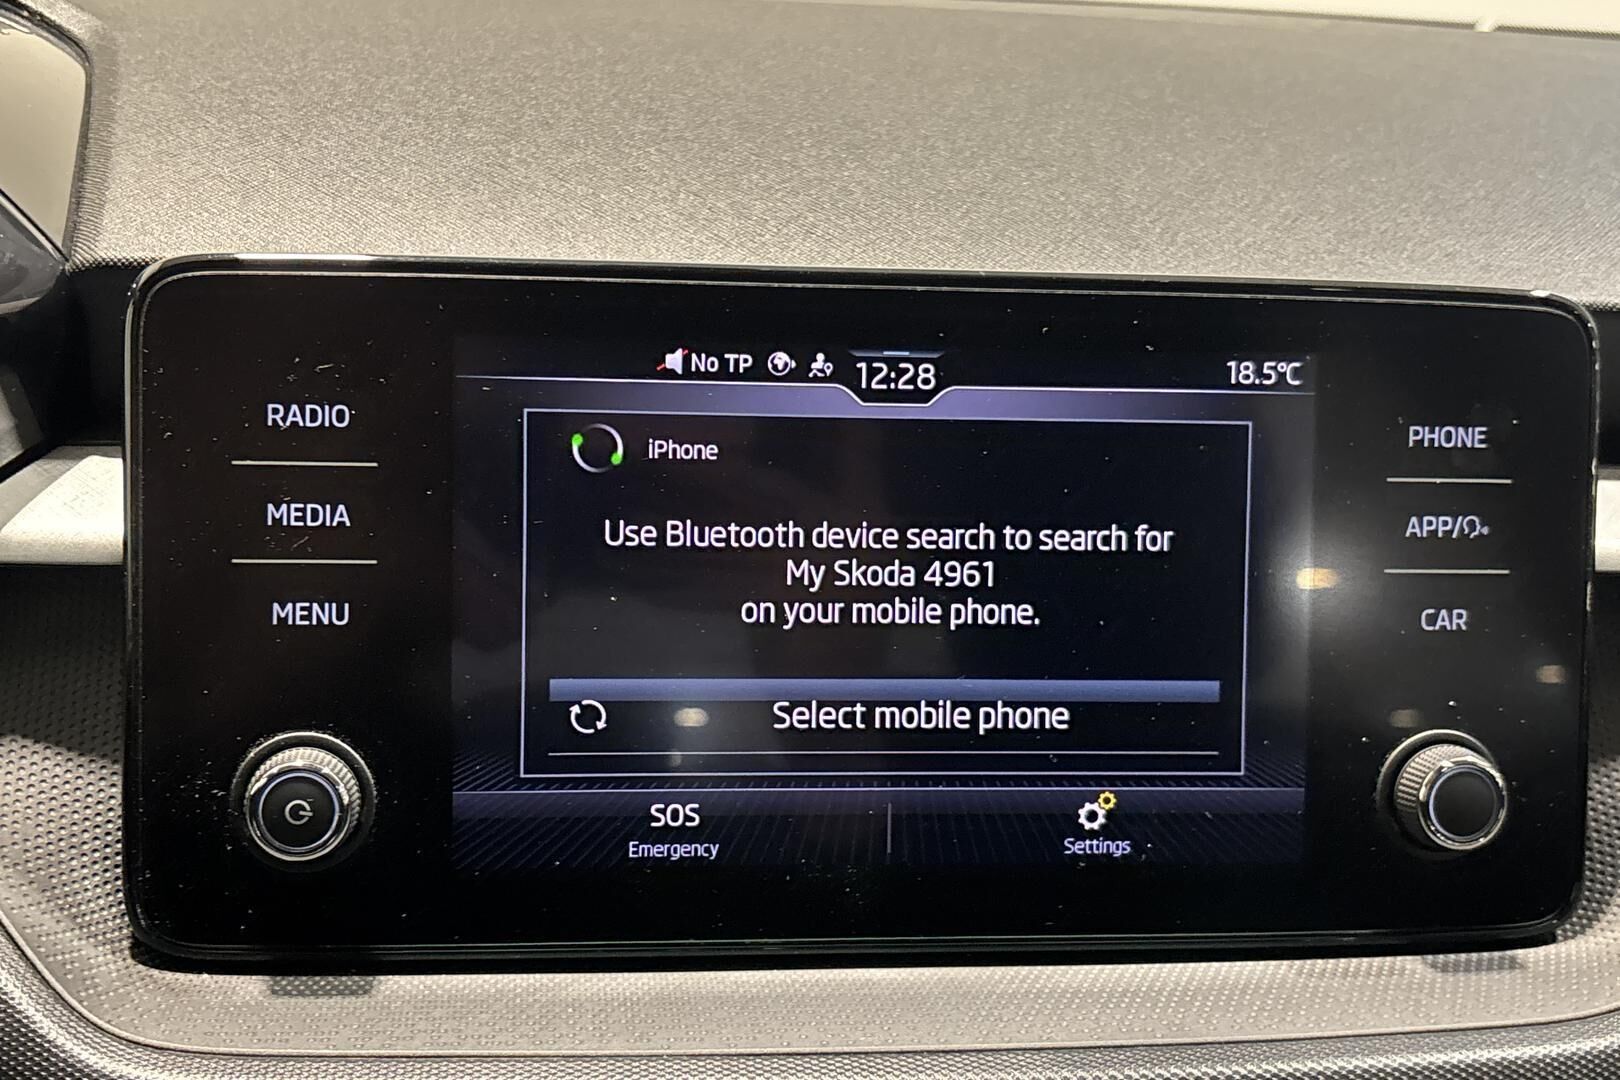 No TP
12:28
18.5°C
RADIO
MEDIA
MENU
iPhone
Use Bluetooth device search to search for
My Skoda 4961
on your mobile phone.
Select mobile phone
SOS
Emergency
Settings
PHONE
APP/
CAR